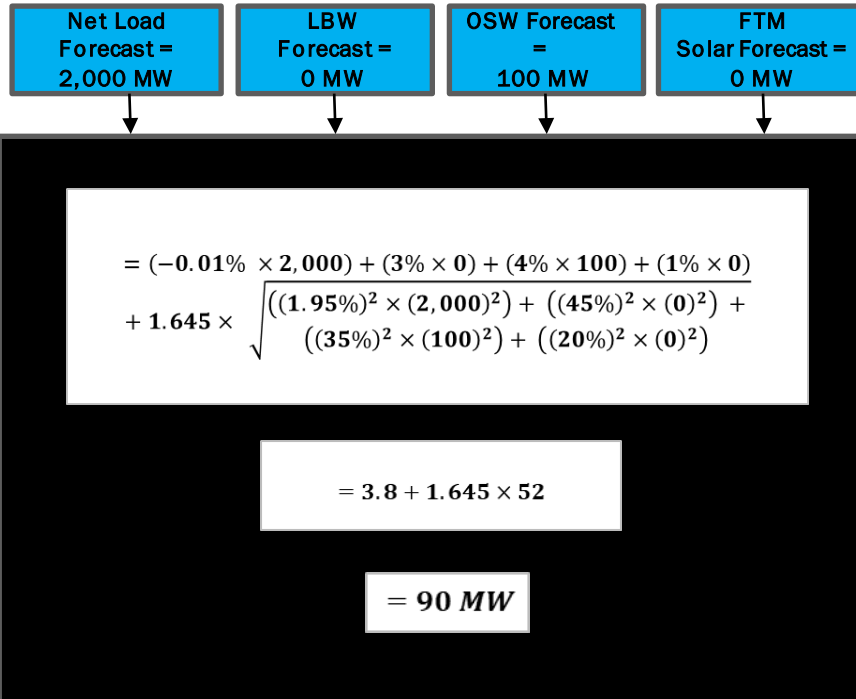 Net Load
Forecast =
2,000 MW
LBW
Forecast =
0 MW
OSW Forecast
=
100 MW
FTM
Solar Forecast =
0 MW
= (−0.01% × 2,000) + (3% × 0) + (4% × 100) + (1% × 0)
+ 1.645 × √((1.95%)² × (2,000)²) + ((45%)² × (0)²) +
((35%)² × (100)²) + ((20%)² × (0)²)
= 3.8 + 1.645 × 52
= 90 MW